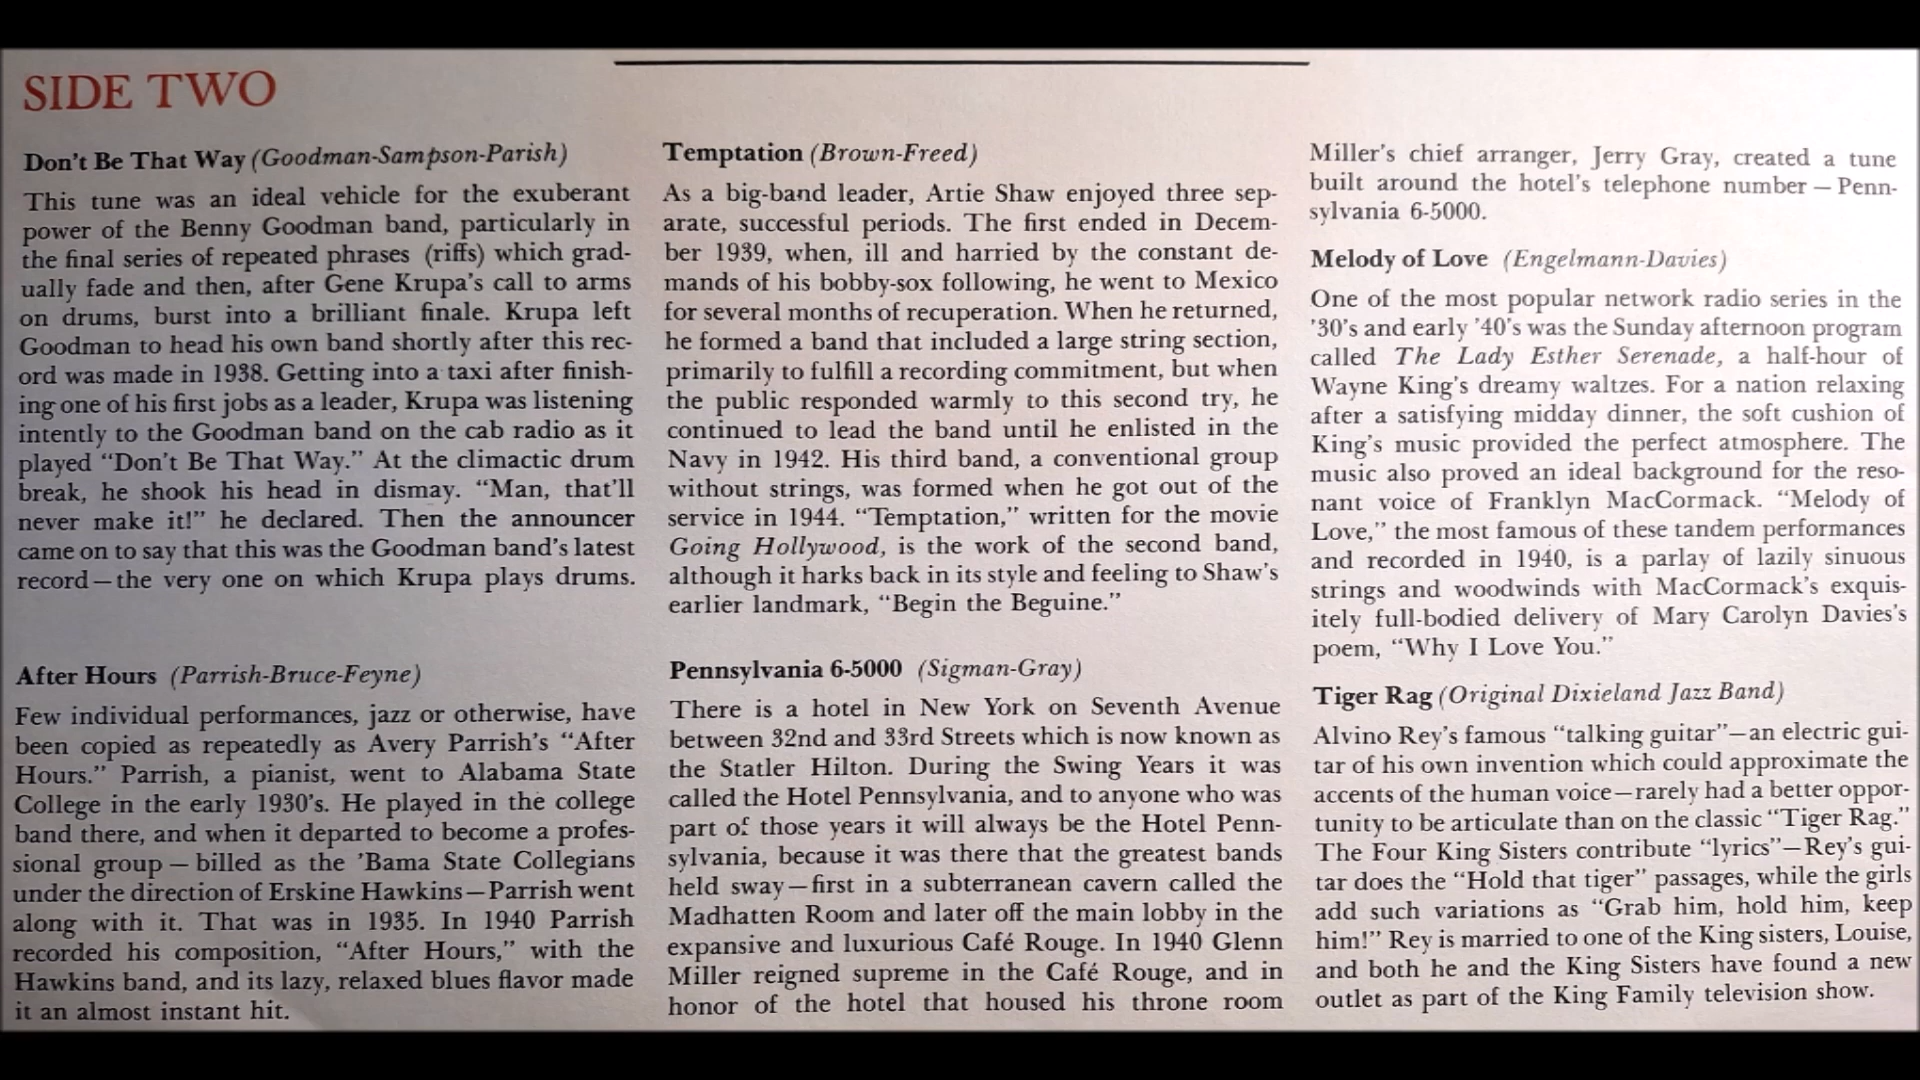 SIDE TWO
Don't Be That Way (Goodman-Sampson-Parish)
This tune was an ideal vehicle for the exuberant
power of the Benny Goodman band, particularly in
the final series of repeated phrases (riffs) which grad-
ually fade and then, after Gene Krupa's call to arms
on drums, burst into a brilliant finale. Krupa left
Goodman to head his own band shortly after this rec-
ord was made in 1938. Getting into a taxi after finish-
ing one of his first jobs as a leader, Krupa was listening
intently to the Goodman band on the cab radio as it
played “Don't Be That Way.” At the climactic drum
break, he shook his head in dismay. “Man, that'll
never make it!” he declared. Then the announcer
came on to say that this was the Goodman band's latest
record—the very one on which Krupa plays drums.
After Hours (Parrish-Bruce-Feyne)
Few individual performances, jazz or otherwise, have
been copied as repeatedly as Avery Parrish's “After
Hours.” Parrish, a pianist, went to Alabama State
College in the early 1930's. He played in the college
band there, and when it departed to become a profes-
sional group — billed as the 'Bama State Collegians
under the direction of Erskine Hawkins—Parrish went
along with it. That was in 1935. In 1940 Parrish
recorded his composition, “After Hours,” with the
Hawkins band, and its lazy, relaxed blues flavor made
it an almost instant hit.
Temptation (Brown-Freed)
As a big-band leader, Artie Shaw enjoyed three sep-
arate, successful periods. The first ended in Decem-
ber 1939, when, ill and harried by the constant de-
mands of his bobby-sox following, he went to Mexico
for several months of recuperation. When he returned,
he formed a band that included a large string section,
primarily to fulfill a recording commitment, but when
the public responded warmly to this second try, he
continued to lead the band until he enlisted in the
Navy in 1942. His third band, a conventional group
without strings, was formed when he got out of the
service in 1944. “Temptation,” written for the movie
Going Hollywood, is the work of the second band,
although it harks back in its style and feeling to Shaw's
earlier landmark, “Begin the Beguine.”
Pennsylvania 6-5000 (Sigman-Gray)
There is a hotel in New York on Seventh Avenue
between 32nd and 33rd Streets which is now known as
the Statler Hilton. During the Swing Years it was
called the Hotel Pennsylvania, and to anyone who was
part of those years it will always be the Hotel Penn-
sylvania, because it was there that the greatest bands
held sway—first in a subterranean cavern called the
Madhatten Room and later off the main lobby in the
expansive and luxurious Café Rouge. In 1940 Glenn
Miller reigned supreme in the Café Rouge, and in
honor of the hotel that housed his throne room
Miller's chief arranger, Jerry Gray, created a tune
built around the hotel's telephone number — Penn-
sylvania 6-5000.
Melody of Love (Engelmann-Davies)
One of the most popular network radio series in the
'30's and early '40's was the Sunday afternoon program
called The Lady Esther Serenade, a half-hour of
Wayne King's dreamy waltzes. For a nation relaxing
after a satisfying midday dinner, the soft cushion of
King's music provided the perfect atmosphere. The
music also proved an ideal background for the reso-
nant voice of Franklyn MacCormack. “Melody of
Love,” the most famous of these tandem performances
and recorded in 1940, is a parlay of lazily sinuous
strings and woodwinds with MacCormack's exquis-
itely full-bodied delivery of Mary Carolyn Davies's
poem, “Why I Love You.”
Tiger Rag (Original Dixieland Jazz Band)
Alvino Rey's famous “talking guitar”—an electric gui-
tar of his own invention which could approximate the
accents of the human voice—rarely had a better oppor-
tunity to be articulate than on the classic “Tiger Rag.”
The Four King Sisters contribute “lyrics”—Rey's gui-
tar does the “Hold that tiger” passages, while the girls
add such variations as “Grab him, hold him, keep
him!” Rey is married to one of the King sisters, Louise,
and both he and the King Sisters have found a new
outlet as part of the King Family television show.